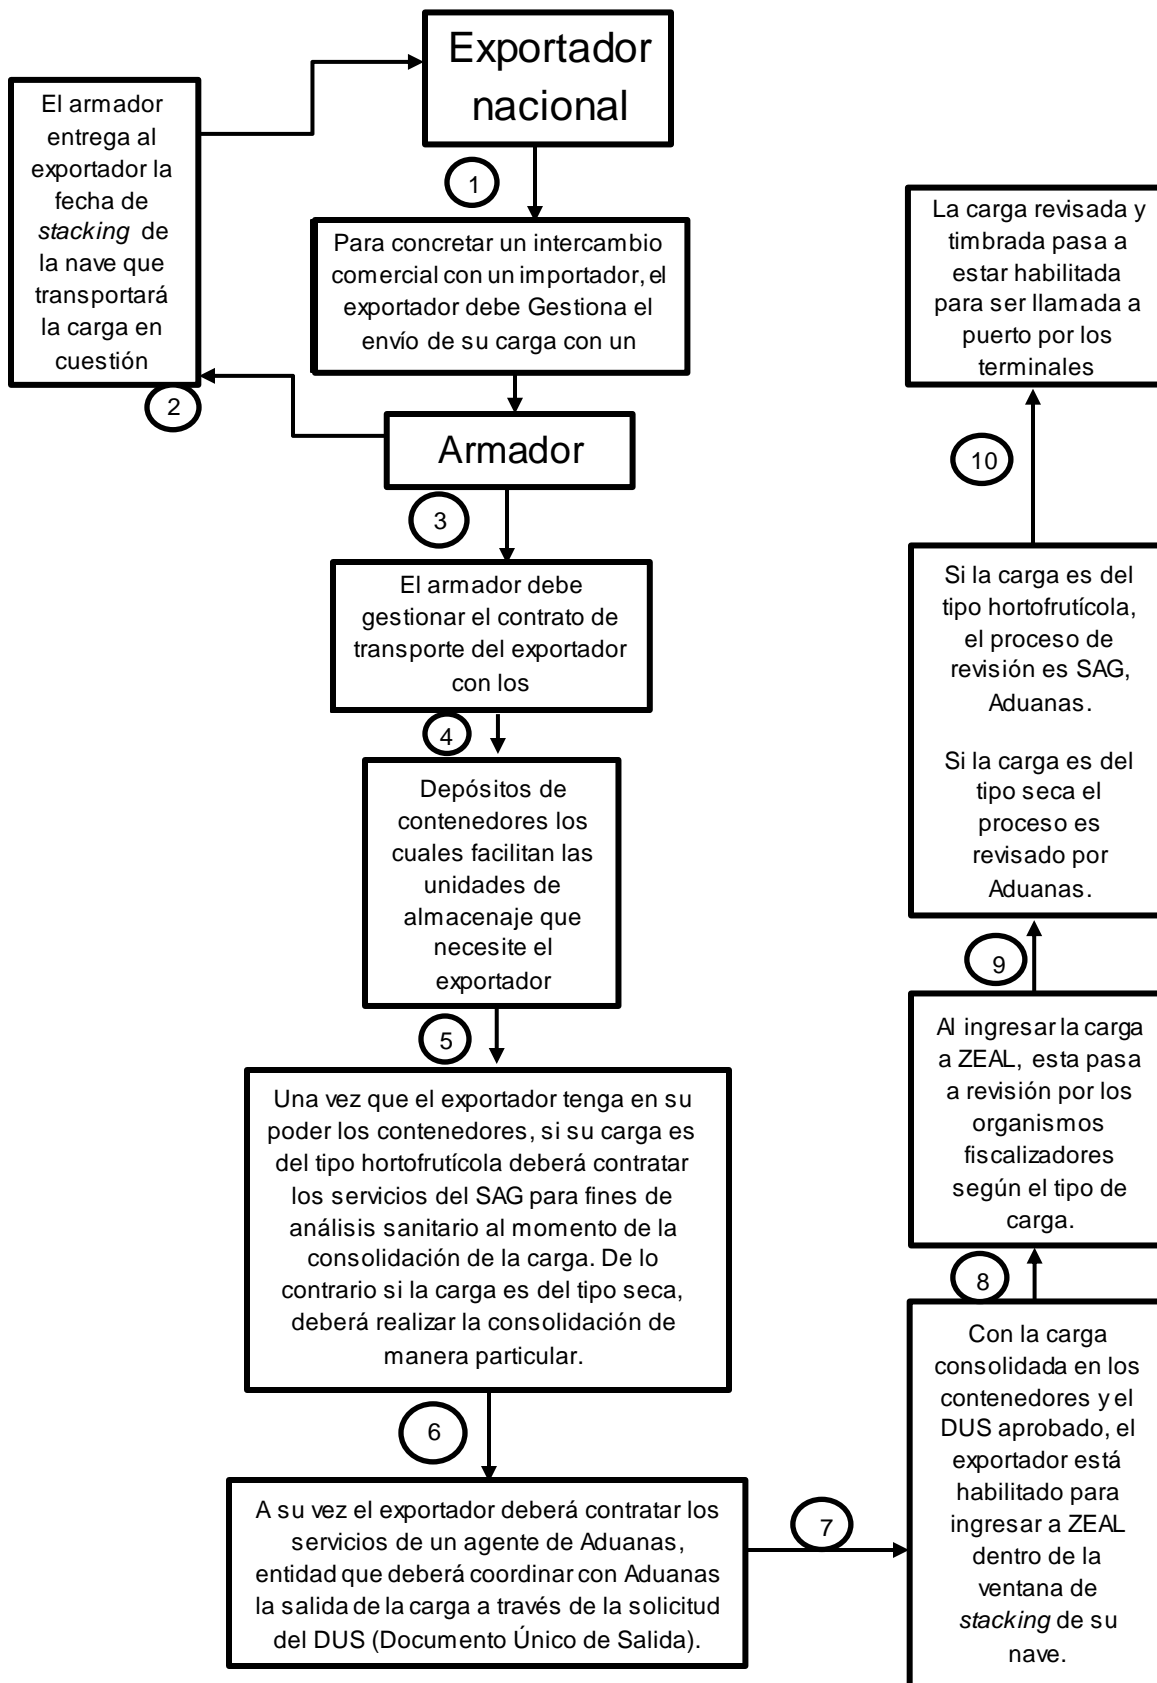 Exportador
nacional
1
Para concretar un intercambio
comercial con un importador, el
exportador debe Gestiona el
envío de su carga con un
Armador
2
El armador
entrega al
exportador la
fecha de
stacking de
la nave que
transportará
la carga en
cuestión
3
El armador debe
gestionar el contrato de
transporte del exportador
con los
4
Depósitos de
contenedores los
cuales facilitan las
unidades de
almacenaje que
necesite el
exportador
5
Una vez que el exportador tenga en su
poder los contenedores, si su carga es
del tipo hortofrutícola deberá contratar
los servicios del SAG para fines de
análisis sanitario al momento de la
consolidación de la carga. De lo
contrario si la carga es del tipo seca,
deberá realizar la consolidación de
manera particular.
6
A su vez el exportador deberá contratar los
servicios de un agente de Aduanas,
entidad que deberá coordinar con Aduanas
la salida de la carga a través de la solicitud
del DUS (Documento Único de Salida).
7
Con la carga
consolidada en los
contenedores y el
DUS aprobado, el
exportador está
habilitado para
ingresar a ZEAL
dentro de la
ventana de
stacking de su
nave.
8
Al ingresar la carga
a ZEAL, esta pasa
a revisión por los
organismos
fiscalizadores
según el tipo de
carga.
9
Si la carga es del
tipo hortofrutícola,
el proceso de
revisión es SAG,
Aduanas.
Si la carga es del
tipo seca el
proceso es
revisado por
Aduanas.
10
La carga revisada y
timbrada pasa a
estar habilitada
para ser llamada a
puerto por los
terminales